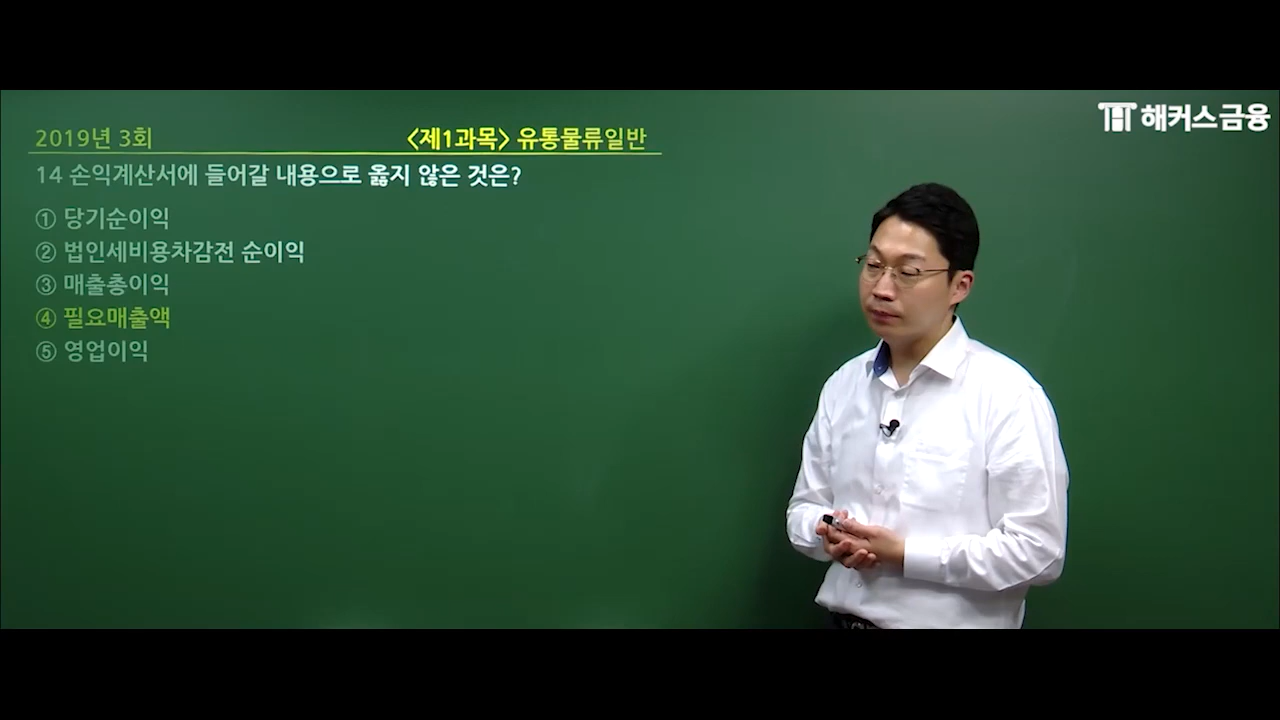 해커스금융
2019년 3회 <제1과목> 유통물류일반
14 손익계산서에 들어갈 내용으로 옳지 않은 것은?
① 당기순이익
② 법인세비용차감전 순이익
③ 매출총이익
④ 필요매출액
⑤ 영업이익